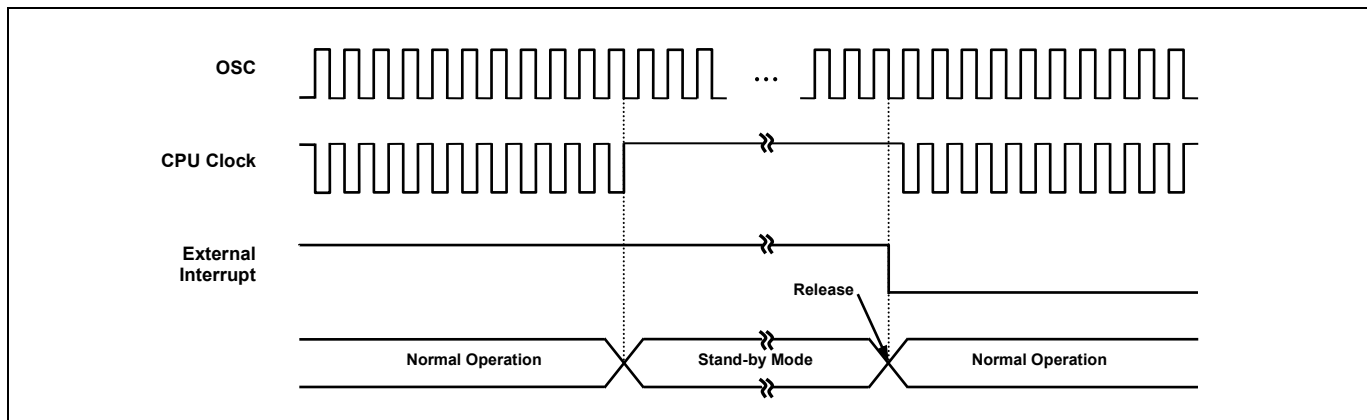 OSC
...
CPU Clock
External
Interrupt
Release
Normal Operation
Stand-by Mode
Normal Operation